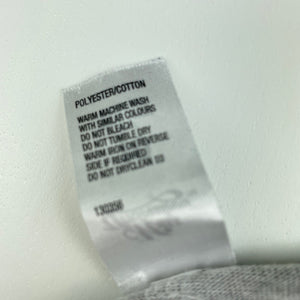 POLYESTER/COTTON
WARM MACHINE WASH
WITH SIMILAR COLOURS
DO NOT BLEACH
DO NOT TUMBLE DRY
WARM IRON ON REVERSE
SIDE IF REQUIRED
DO NOT DRYCLEAN
130356